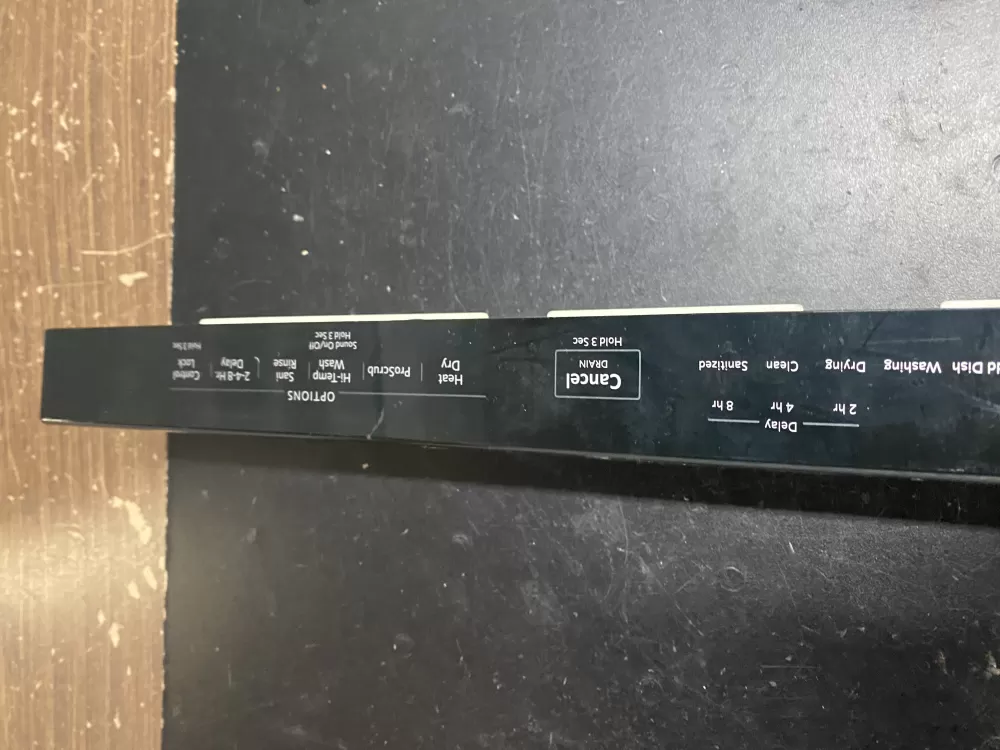 dd Dish Washing Drying Clean Sanitized
Delay
2 hr 4 hr 8 hr
Cancel
DRAIN
Hold 3 Sec
OPTIONS
Heat
Dry
ProScrub
Hi-Temp
Wash
Sound On/Off
Hold 3 Sec
Sani
Rinse
2-4-8 Hr.
Delay
Control
Lock
Hold 3 Sec